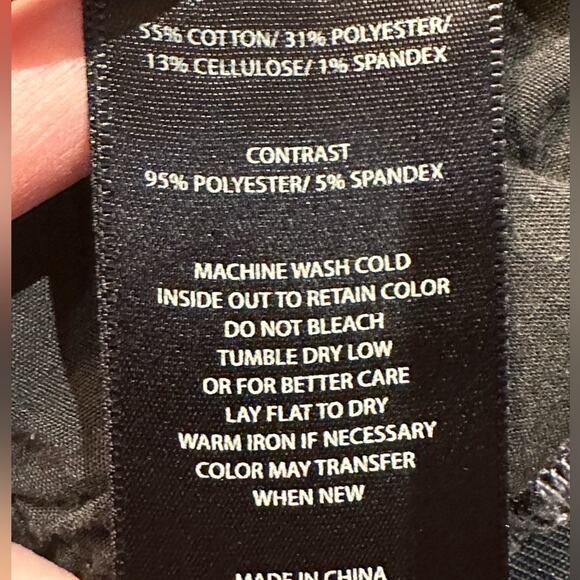 55% COTTON/ 31% POLYESTER/
13% CELLULOSE/ 1% SPANDEX
CONTRAST
95% POLYESTER/ 5% SPANDEX
MACHINE WASH COLD
INSIDE OUT TO RETAIN COLOR
DO NOT BLEACH
TUMBLE DRY LOW
OR FOR BETTER CARE
LAY FLAT TO DRY
WARM IRON IF NECESSARY
COLOR MAY TRANSFER
WHEN NEW
MADE IN CHINA